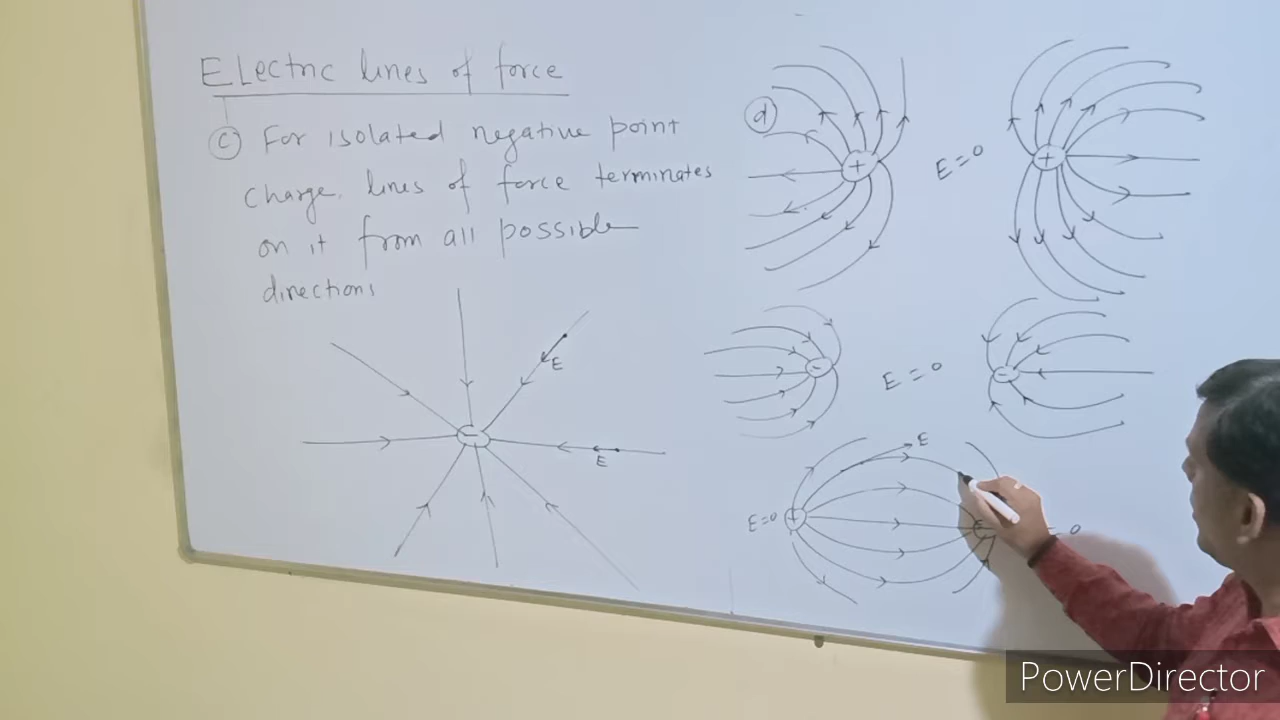 Electric lines of force
(c) For isolated negative point
charge, lines of force terminates
on it from all possible
directions
E
E
-
(d)
+
E=0
+
-
E=0
-
E
E=0
+
=0
PowerDirector